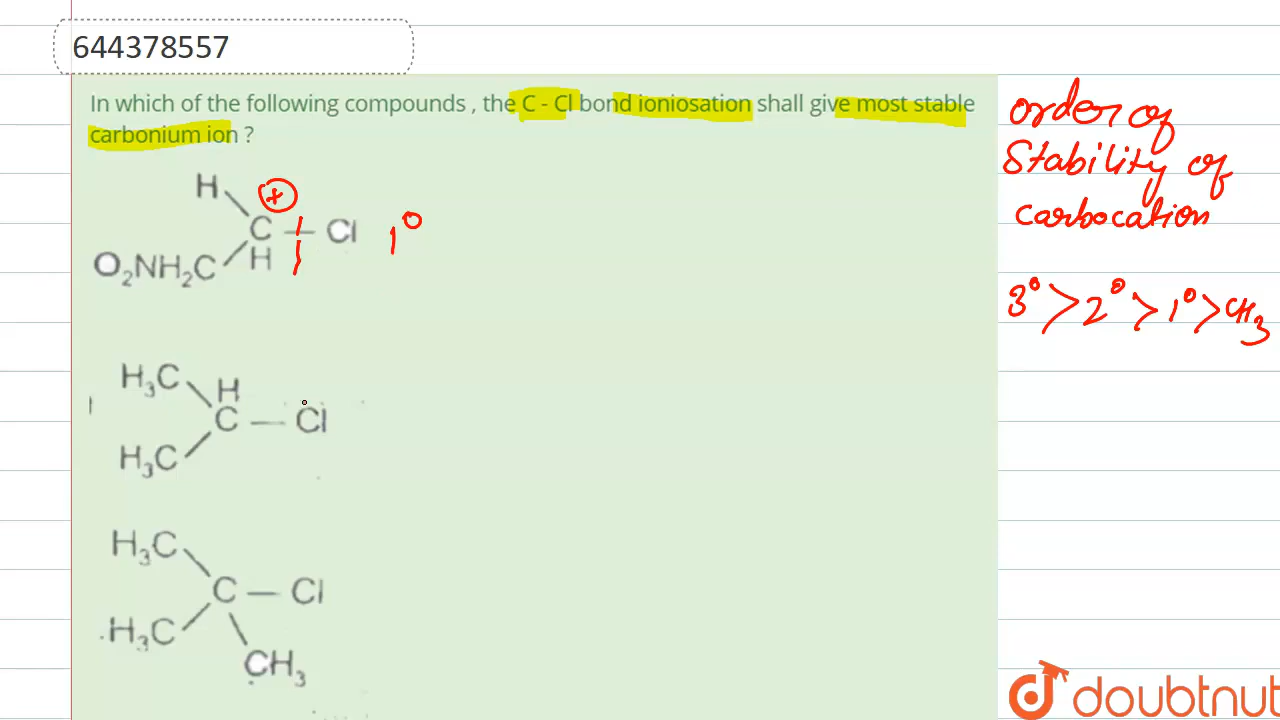 644378557
In which of the following compounds , the C - Cl bond ioniosation shall give most stable
carbonium ion ?
H
+
C — Cl
1°
O₂NH₂C
H
H₃C
H
C — Cl
H₃C
H₃C
C — Cl
H₃C
CH₃
order of
Stability of
carbocation
3° > 2° > 1° > CH₃
doubtnut